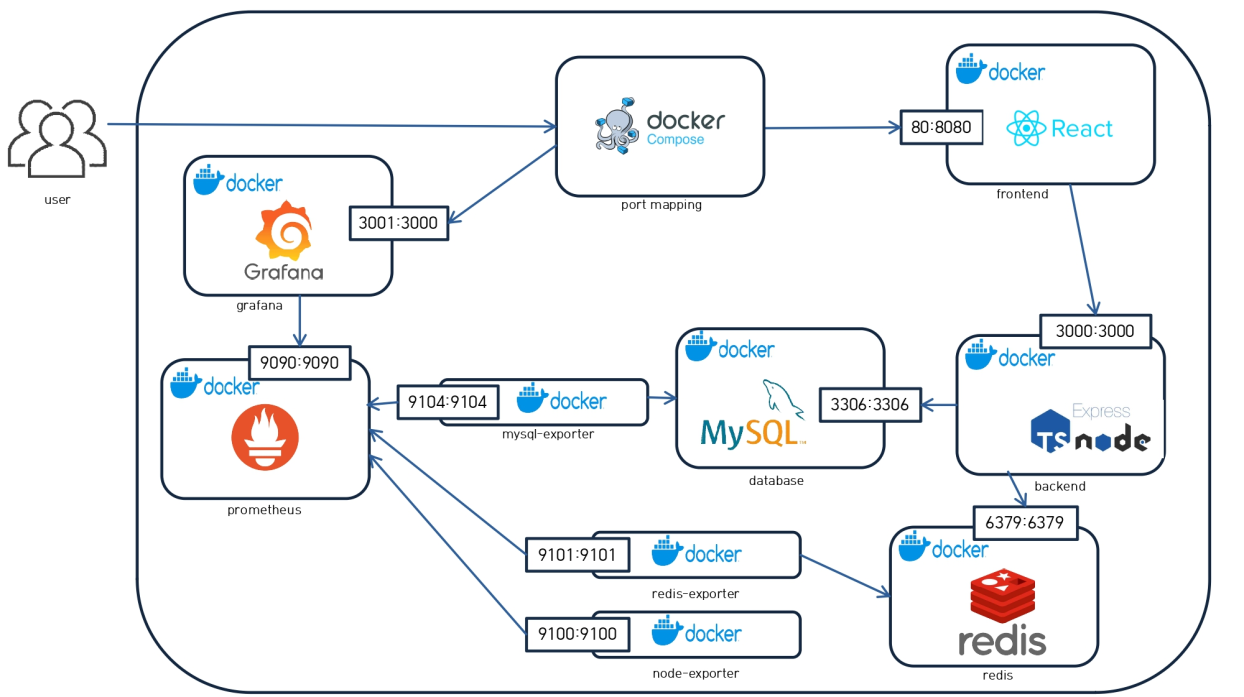 docker
docker
Compose
80:8080
React
port mapping
frontend
user
docker
3001:3000
Grafana
grafana
3000:3000
docker
9090:9090
docker
9104:9104
docker
mysql-exporter
docker
3306:3306
MySQL
TM
database
Express
TS node
backend
prometheus
6379:6379
docker
9101:9101
docker
redis-exporter
redis
redis
9100:9100
docker
node-exporter